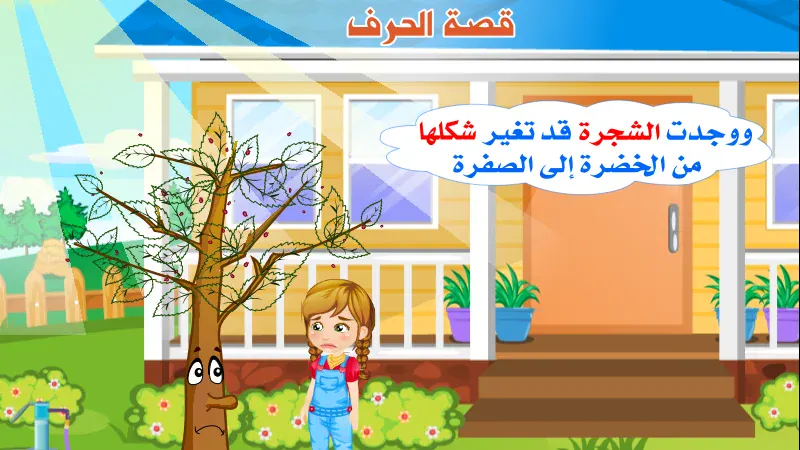 قصة الحرف
ووجدت الشجرة قد تغير شكلها
من الخضرة إلى الصفرة